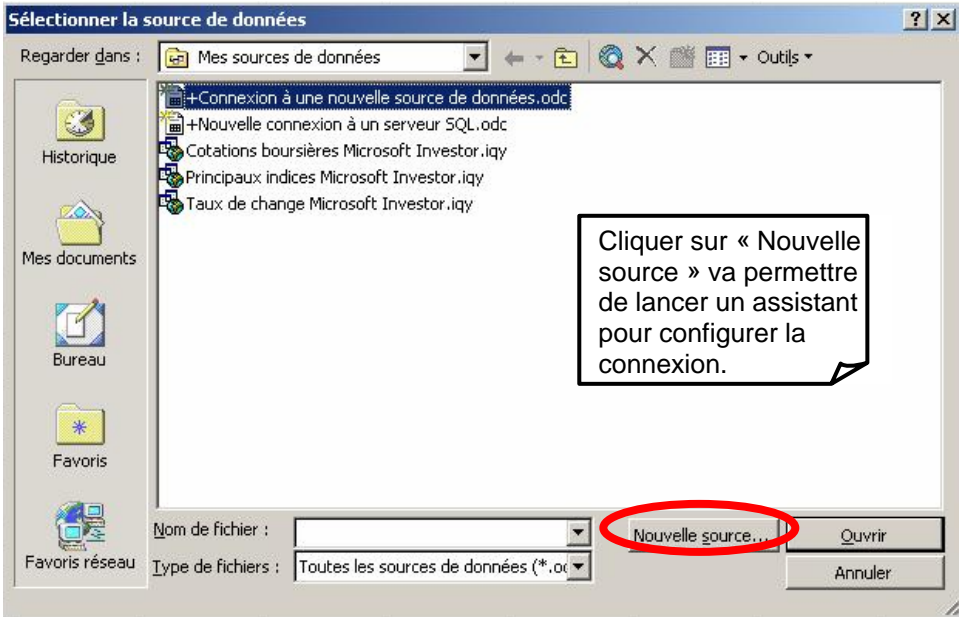 Sélectionner la source de données
Regarder dans :
Mes sources de données
Outils
Historique
Mes documents
Bureau
Favoris
Favoris réseau
+Connexion à une nouvelle source de données.odc
+Nouvelle connexion à un serveur SQL.odc
Cotations boursières Microsoft Investor.iqy
Principaux indices Microsoft Investor.iqy
Taux de change Microsoft Investor.iqy
Cliquer sur « Nouvelle
source » va permettre
de lancer un assistant
pour configurer la
connexion.
Nom de fichier :
Nouvelle source...
Ouvrir
Type de fichiers :
Toutes les sources de données (*.od
Annuler